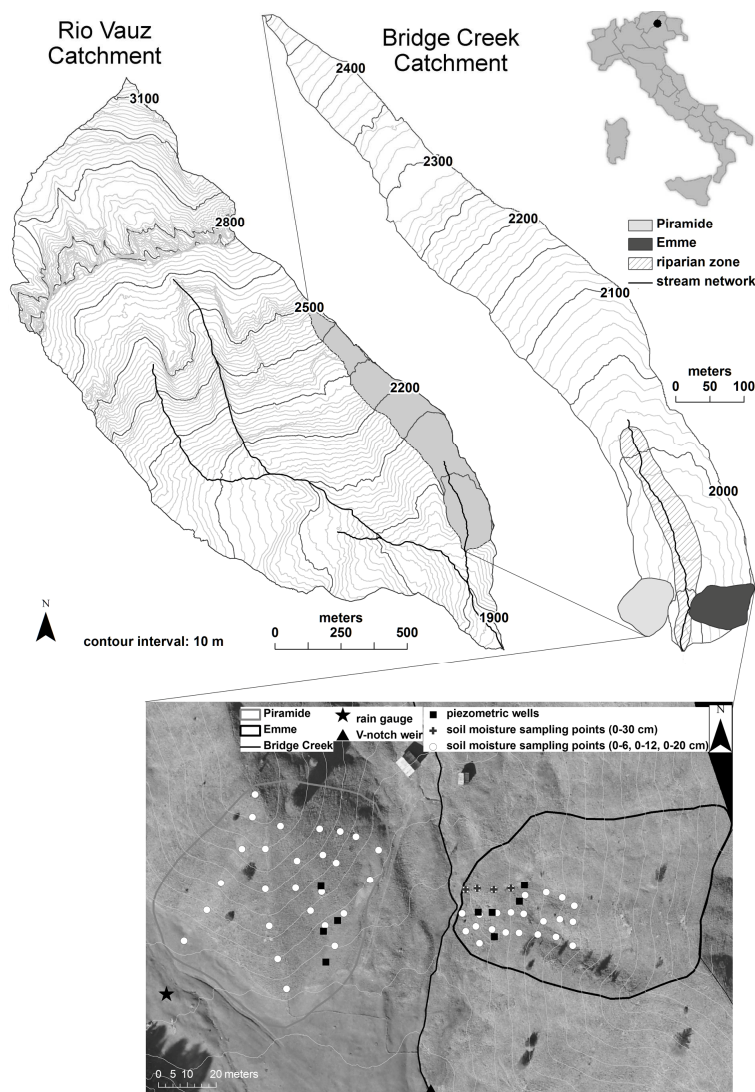 Rio Vauz
Catchment
Bridge Creek
Catchment
3100
2800
2500
2200
1900
2400
2300
2200
2100
2000
Piramide
Emme
riparian zone
stream network
meters
0 50 100
N
contour interval: 10 m
meters
0 250 500
Piramide
Emme
Bridge Creek
rain gauge
V-notch weir
piezometric wells
soil moisture sampling points (0-30 cm)
soil moisture sampling points (0-6, 0-12, 0-20 cm)
N
0 5 10 20 meters